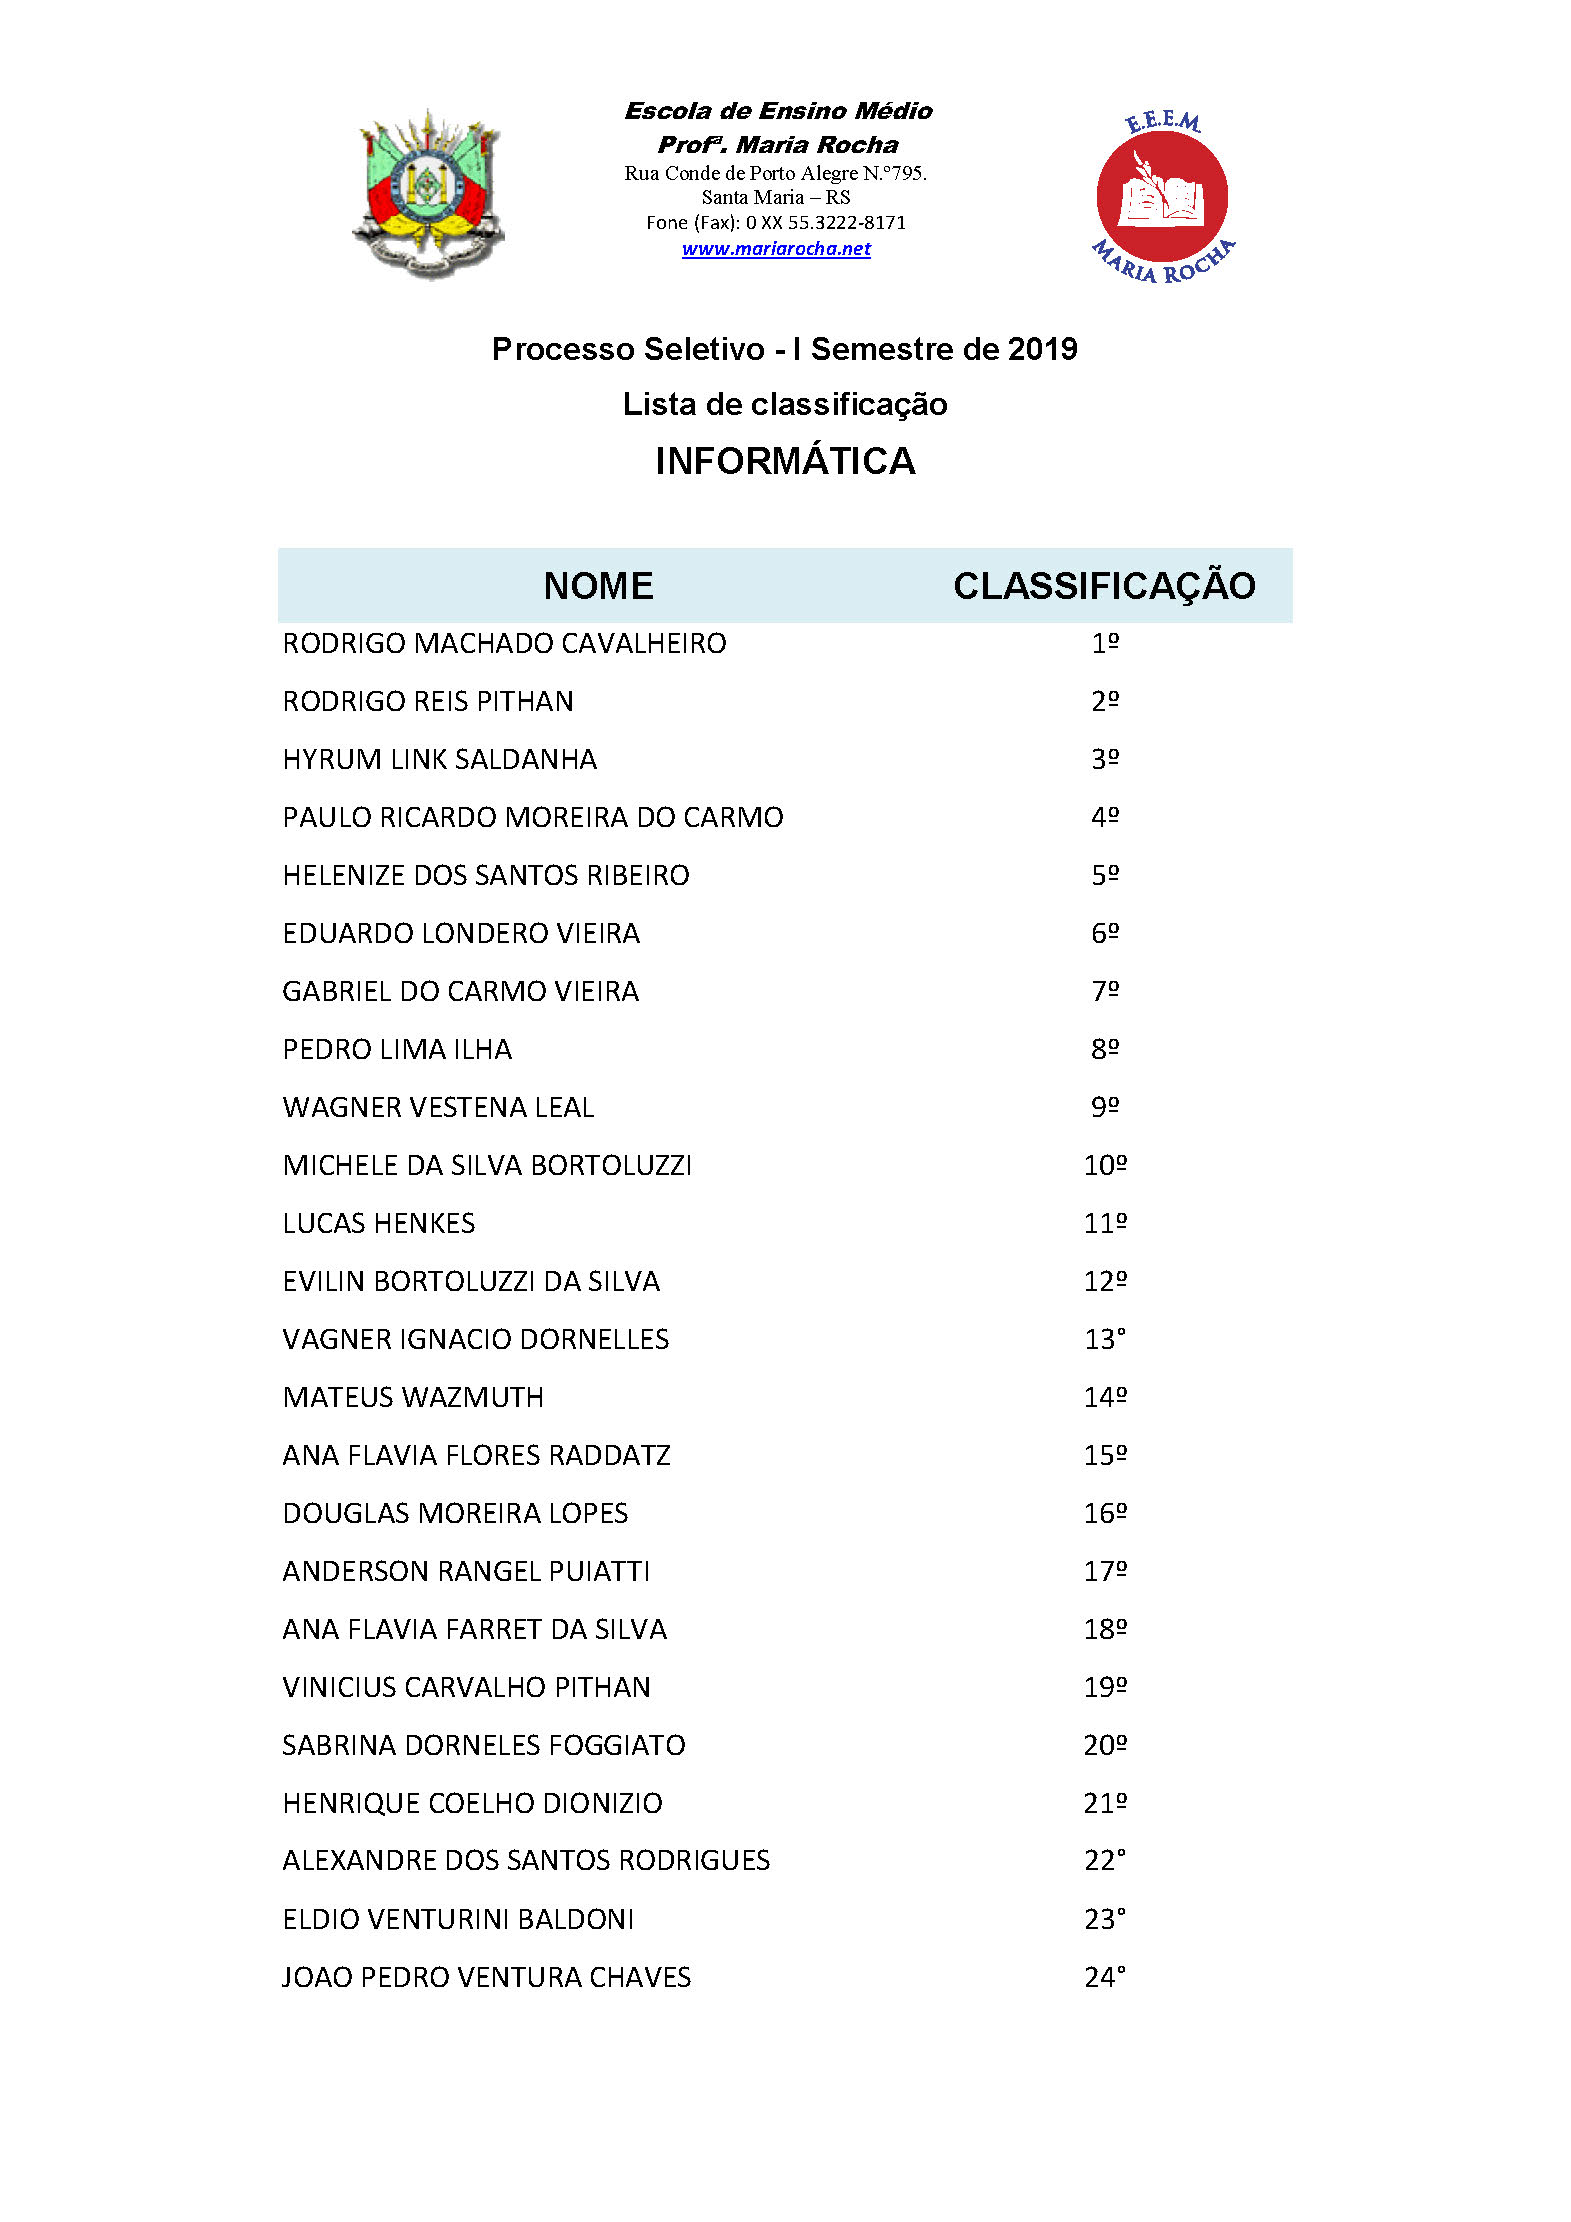 Escola de Ensino Médio
Profª. Maria Rocha
Rua Conde de Porto Alegre N.°795.
Santa Maria – RS
Fone (Fax): 0 XX 55.3222-8171
www.mariarocha.net
E.E.E.M.
MARIA ROCHA
Processo Seletivo - I Semestre de 2019
Lista de classificação
INFORMÁTICA
NOME CLASSIFICAÇÃO
RODRIGO MACHADO CAVALHEIRO 1º
RODRIGO REIS PITHAN 2º
HYRUM LINK SALDANHA 3º
PAULO RICARDO MOREIRA DO CARMO 4º
HELENIZE DOS SANTOS RIBEIRO 5º
EDUARDO LONDERO VIEIRA 6º
GABRIEL DO CARMO VIEIRA 7º
PEDRO LIMA ILHA 8º
WAGNER VESTENA LEAL 9º
MICHELE DA SILVA BORTOLUZZI 10º
LUCAS HENKES 11º
EVILIN BORTOLUZZI DA SILVA 12º
VAGNER IGNACIO DORNELLES 13°
MATEUS WAZMUTH 14º
ANA FLAVIA FLORES RADDATZ 15º
DOUGLAS MOREIRA LOPES 16º
ANDERSON RANGEL PUIATTI 17º
ANA FLAVIA FARRET DA SILVA 18º
VINICIUS CARVALHO PITHAN 19º
SABRINA DORNELES FOGGIATO 20º
HENRIQUE COELHO DIONIZIO 21º
ALEXANDRE DOS SANTOS RODRIGUES 22°
ELDIO VENTURINI BALDONI 23°
JOAO PEDRO VENTURA CHAVES 24°